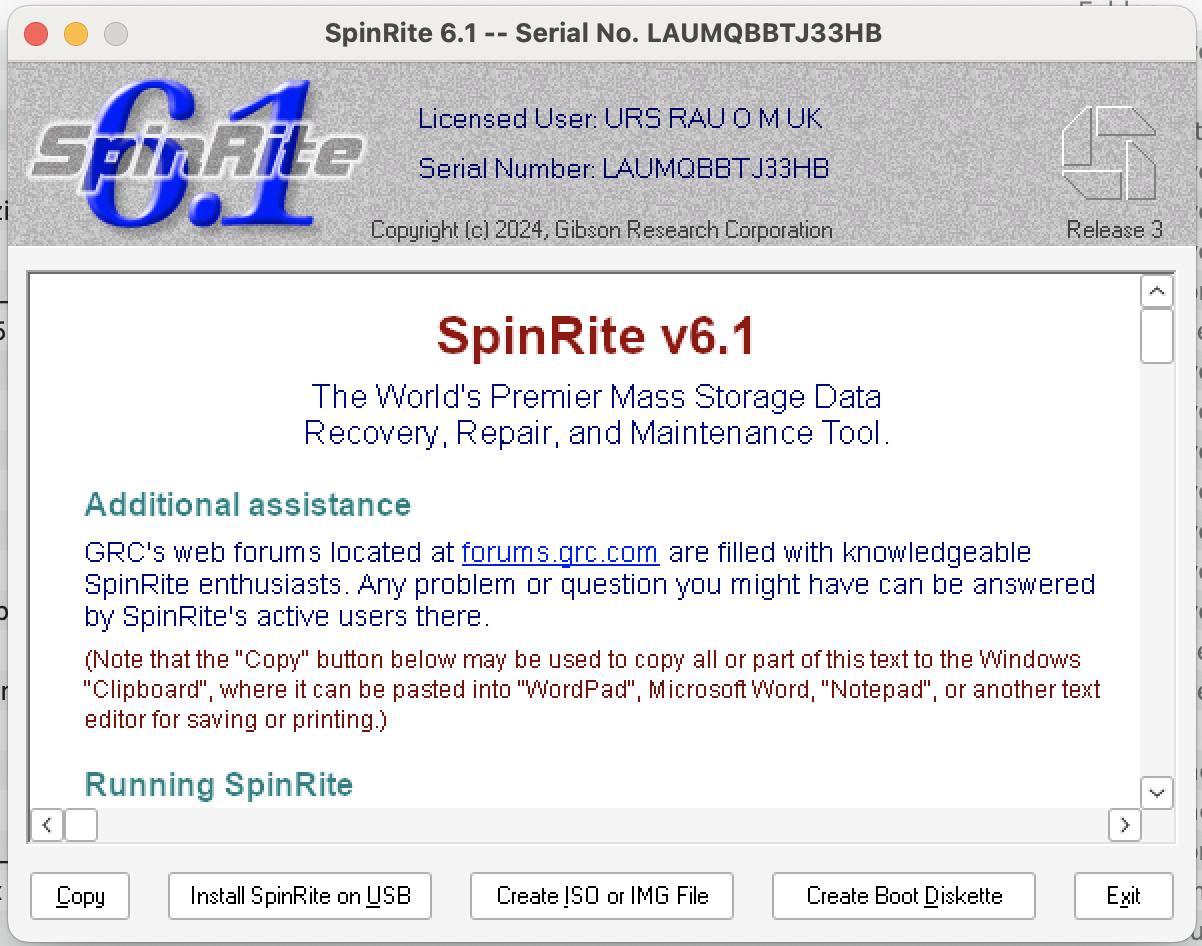 SpinRite 6.1 -- Serial No. LAUMQBBTJ33HB
SpinRite 6.1
Licensed User: URS RAU O M UK
Serial Number: LAUMQBBTJ33HB
Copyright (c) 2024, Gibson Research Corporation
Release 3
SpinRite v6.1
The World's Premier Mass Storage Data
Recovery, Repair, and Maintenance Tool.
Additional assistance
GRC's web forums located at forums.grc.com are filled with knowledgeable
SpinRite enthusiasts. Any problem or question you might have can be answered
by SpinRite's active users there.
(Note that the "Copy" button below may be used to copy all or part of this text to the Windows
"Clipboard", where it can be pasted into "WordPad", Microsoft Word, "Notepad", or another text
editor for saving or printing.)
Running SpinRite
Copy
Install SpinRite on USB
Create ISO or IMG File
Create Boot Diskette
Exit